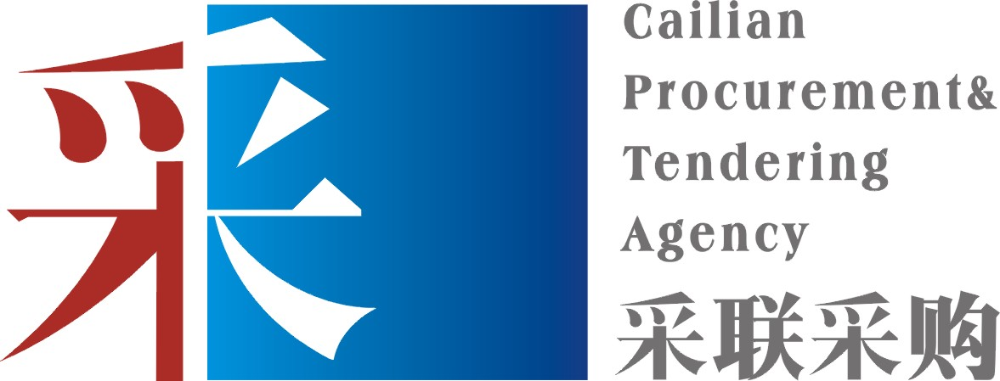 采
Cailian
Procurement&
Tendering
Agency
采联采购